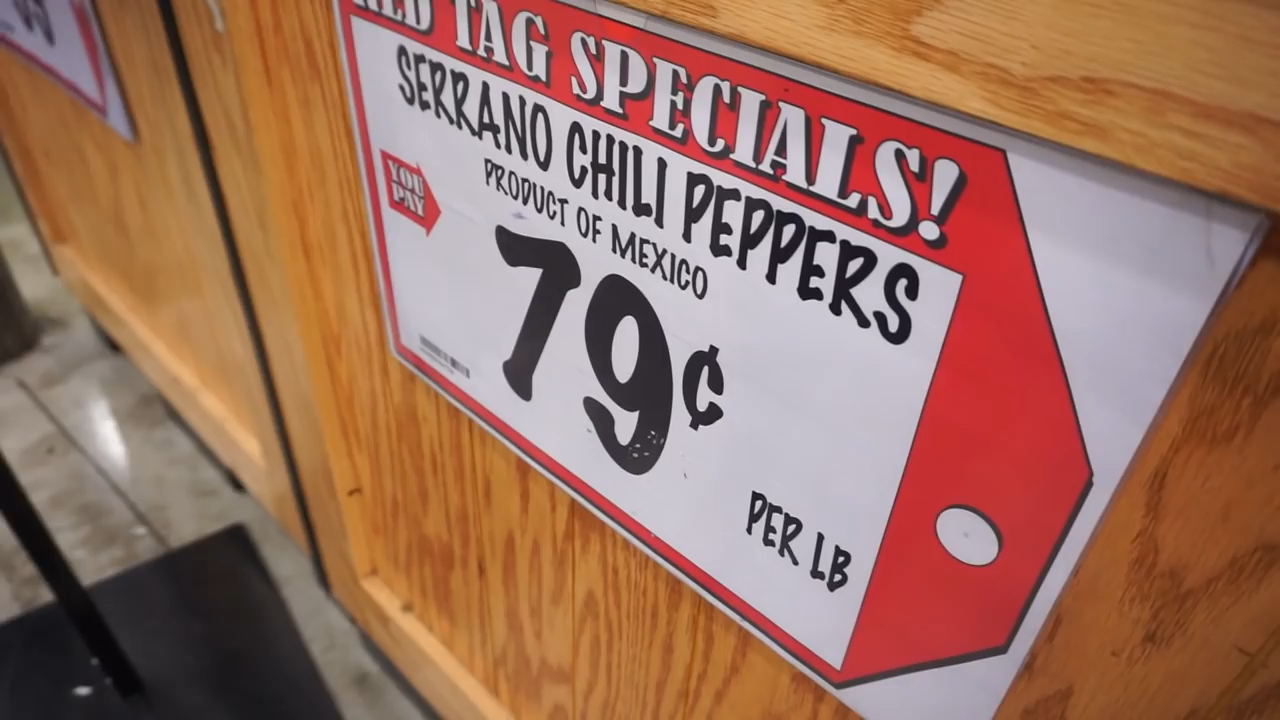 TAG SPECIALS!
SERRANO CHILI PEPPERS
PRODUCT OF MEXICO
YOU
PAY
79¢
PER LB